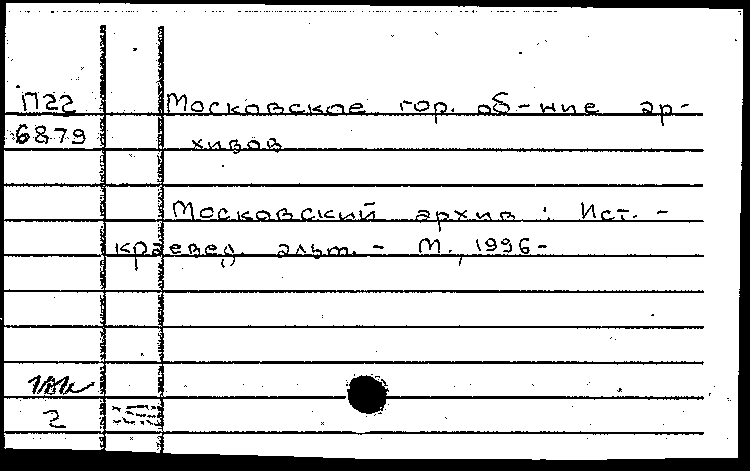 П22 Московское гор. об-ние ар-
6879 хивов
Московский архив : Ист. -
краевед. альм. - М., 1996-
2